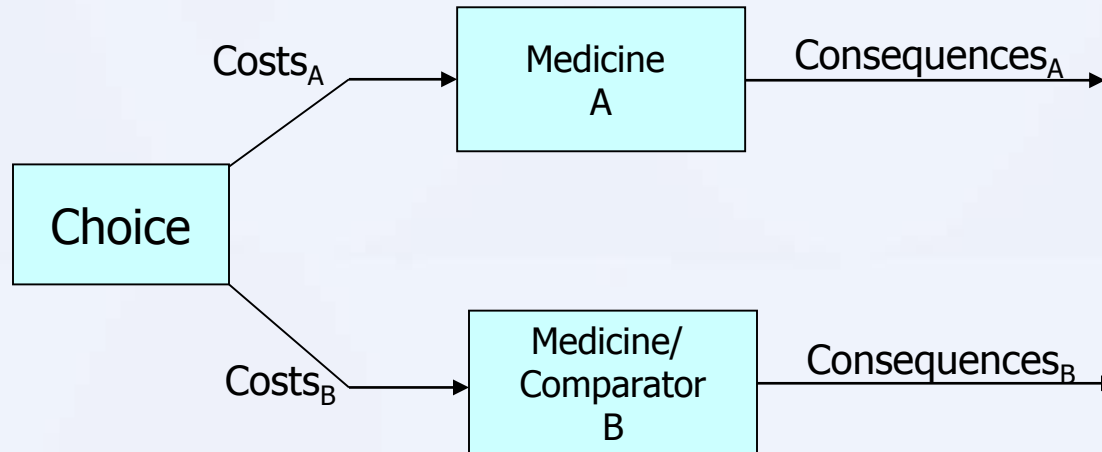 Costs_A
Medicine
A
Consequences_A
Choice
Costs_B
Medicine/
Comparator
B
Consequences_B